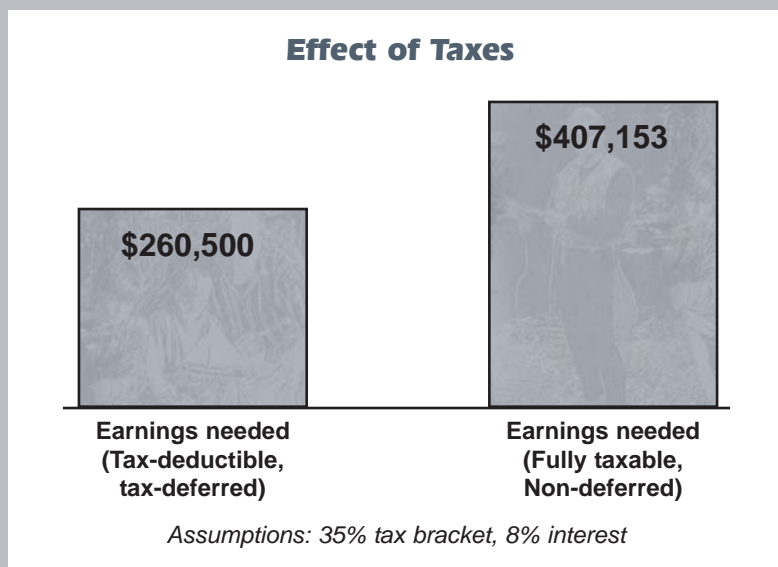 Effect of Taxes
$407,153
$260,500
Earnings needed
(Tax-deductible,
tax-deferred)
Earnings needed
(Fully taxable,
Non-deferred)
Assumptions: 35% tax bracket, 8% interest